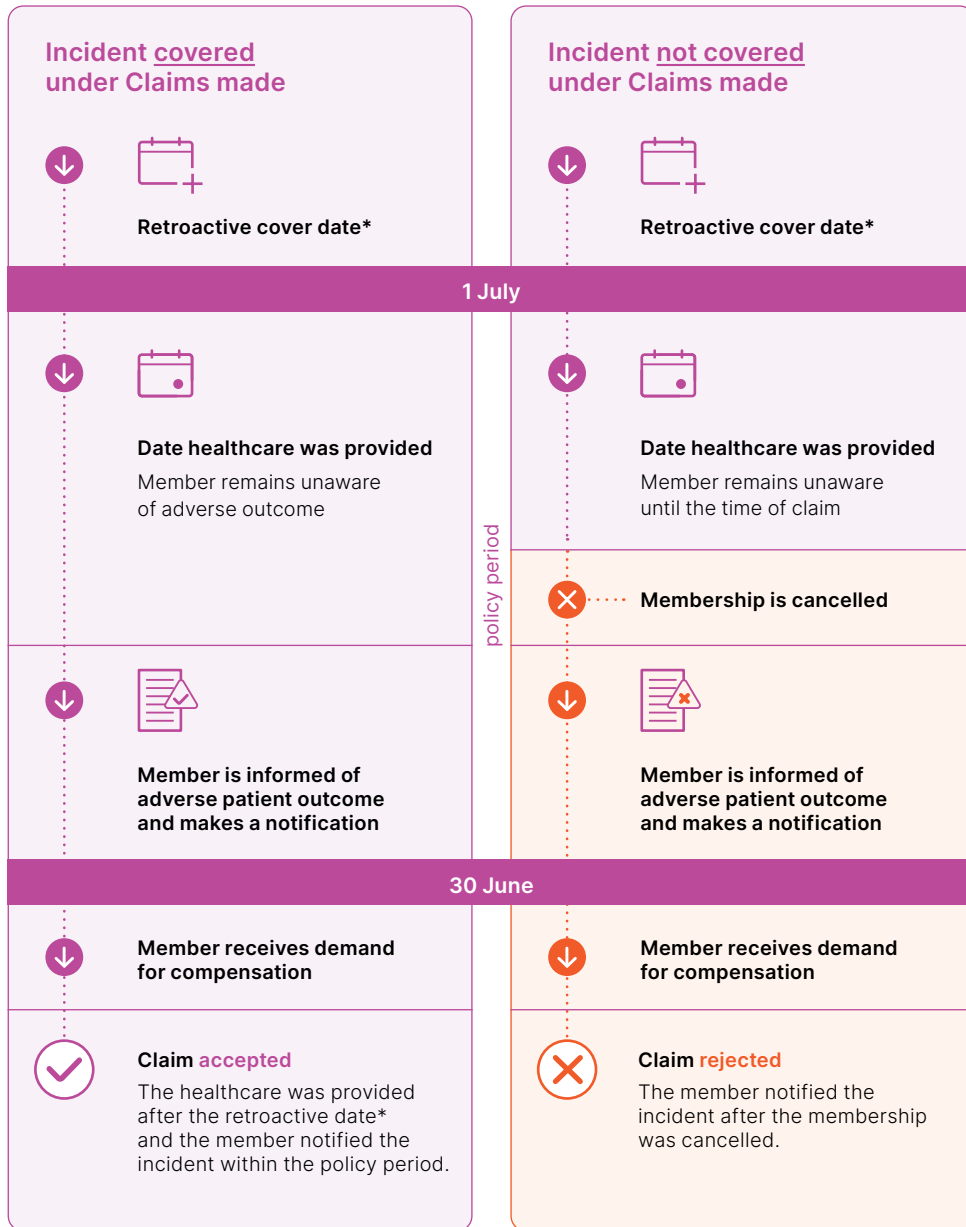 Incident covered
under Claims made
Retroactive cover date*
Incident not covered
under Claims made
Retroactive cover date*
1 July
Date healthcare was provided
Member remains unaware
of adverse outcome
Member is informed of
adverse patient outcome
and makes a notification
policy period
Date healthcare was provided
Member remains unaware
until the time of claim
Membership is cancelled
Member is informed of
adverse patient outcome
and makes a notification
30 June
Member receives demand
for compensation
Claim accepted
The healthcare was provided
after the retroactive date*
and the member notified the
incident within the policy period.
Member receives demand
for compensation
Claim rejected
The member notified the
incident after the membership
was cancelled.